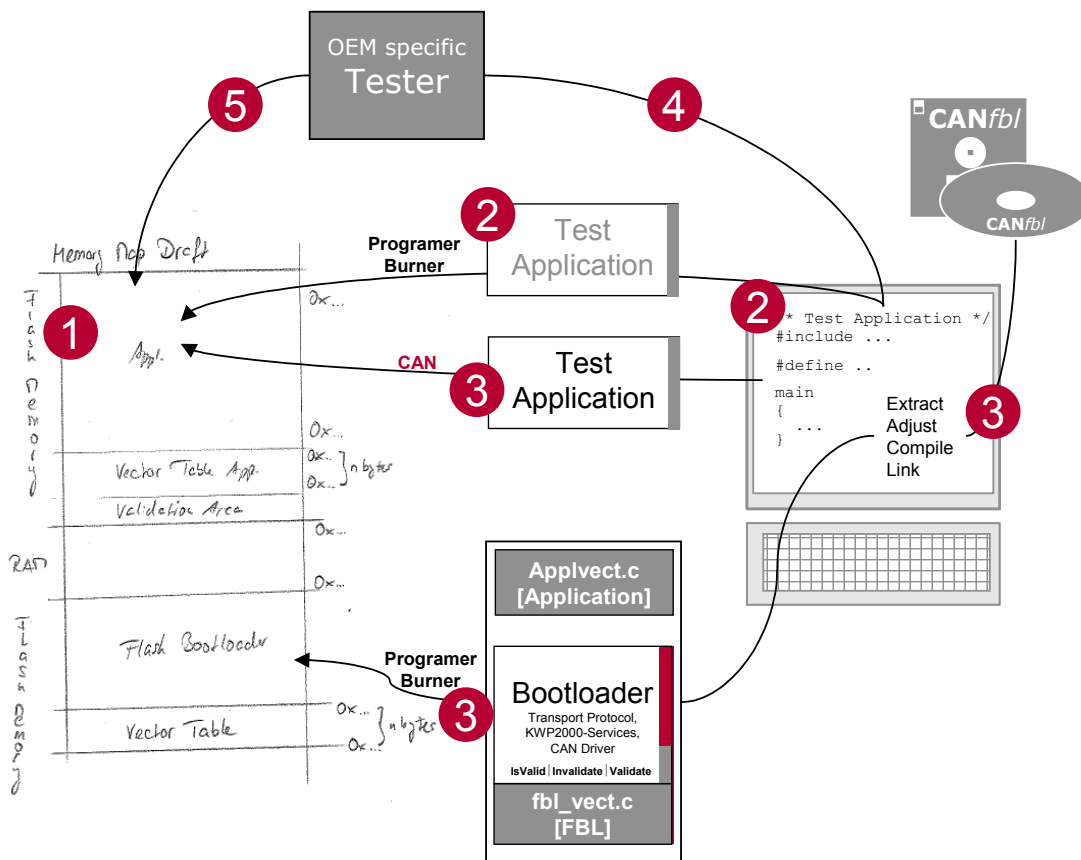 OEM specific
Tester
5
4
CANfbl
CANfbl
2
Test
Application
Programer
Burner
Memory Map Draft
Flash Memory
1
0x...
Appl.
CAN
3
Test
Application
2
* Test Application */
#include ...
#define ..
main
{
...
}
Extract
Adjust
Compile
Link
3
0x...
Vector Table App.
0x..
0x...
n bytes
Validation Area
0x...
RAM
0x...
Applvect.c
[Application]
Flash Memory
Flash Bootloader
Programer
Burner
3
Bootloader
Transport Protocol,
KWP2000-Services,
CAN Driver
IsValid | Invalidate | Validate
fbl_vect.c
[FBL]
0x...
Vector Table
n bytes
0x...